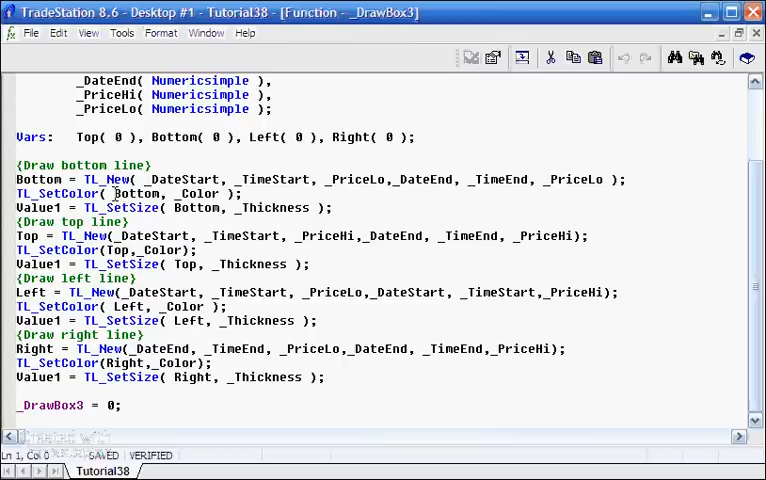 TradeStation 8.6 - Desktop #1 - Tutorial38 - [Function - _DrawBox3]
File Edit View Tools Format Window Help
_DateEnd( Numericsimple ),
_PriceHi( Numericsimple ),
_PriceLo( Numericsimple );
Vars: Top( 0 ), Bottom( 0 ), Left( 0 ), Right( 0 );
{Draw bottom line}
Bottom = TL_New( _DateStart, _TimeStart, _PriceLo,_DateEnd, _TimeEnd, _PriceLo );
TL_SetColor( Bottom, _Color );
Value1 = TL_SetSize( Bottom, _Thickness );
{Draw top line}
Top = TL_New(_DateStart, _TimeStart, _PriceHi,_DateEnd, _TimeEnd, _PriceHi);
TL_SetColor(Top,_Color);
Value1 = TL_SetSize( Top, _Thickness );
{Draw left line}
Left = TL_New(_DateStart, _TimeStart, _PriceLo,_DateStart, _TimeStart,_PriceHi);
TL_SetColor( Left, _Color );
Value1 = TL_SetSize( Left, _Thickness );
{Draw right line}
Right = TL_New(_DateEnd, _TimeEnd, _PriceLo,_DateEnd, _TimeEnd,_PriceHi);
TL_SetColor(Right,_Color);
Value1 = TL_SetSize( Right, _Thickness );
_DrawBox3 = 0;
Created with
Ln 1, Col 0 SAVED VERIFIED
Tutorial38